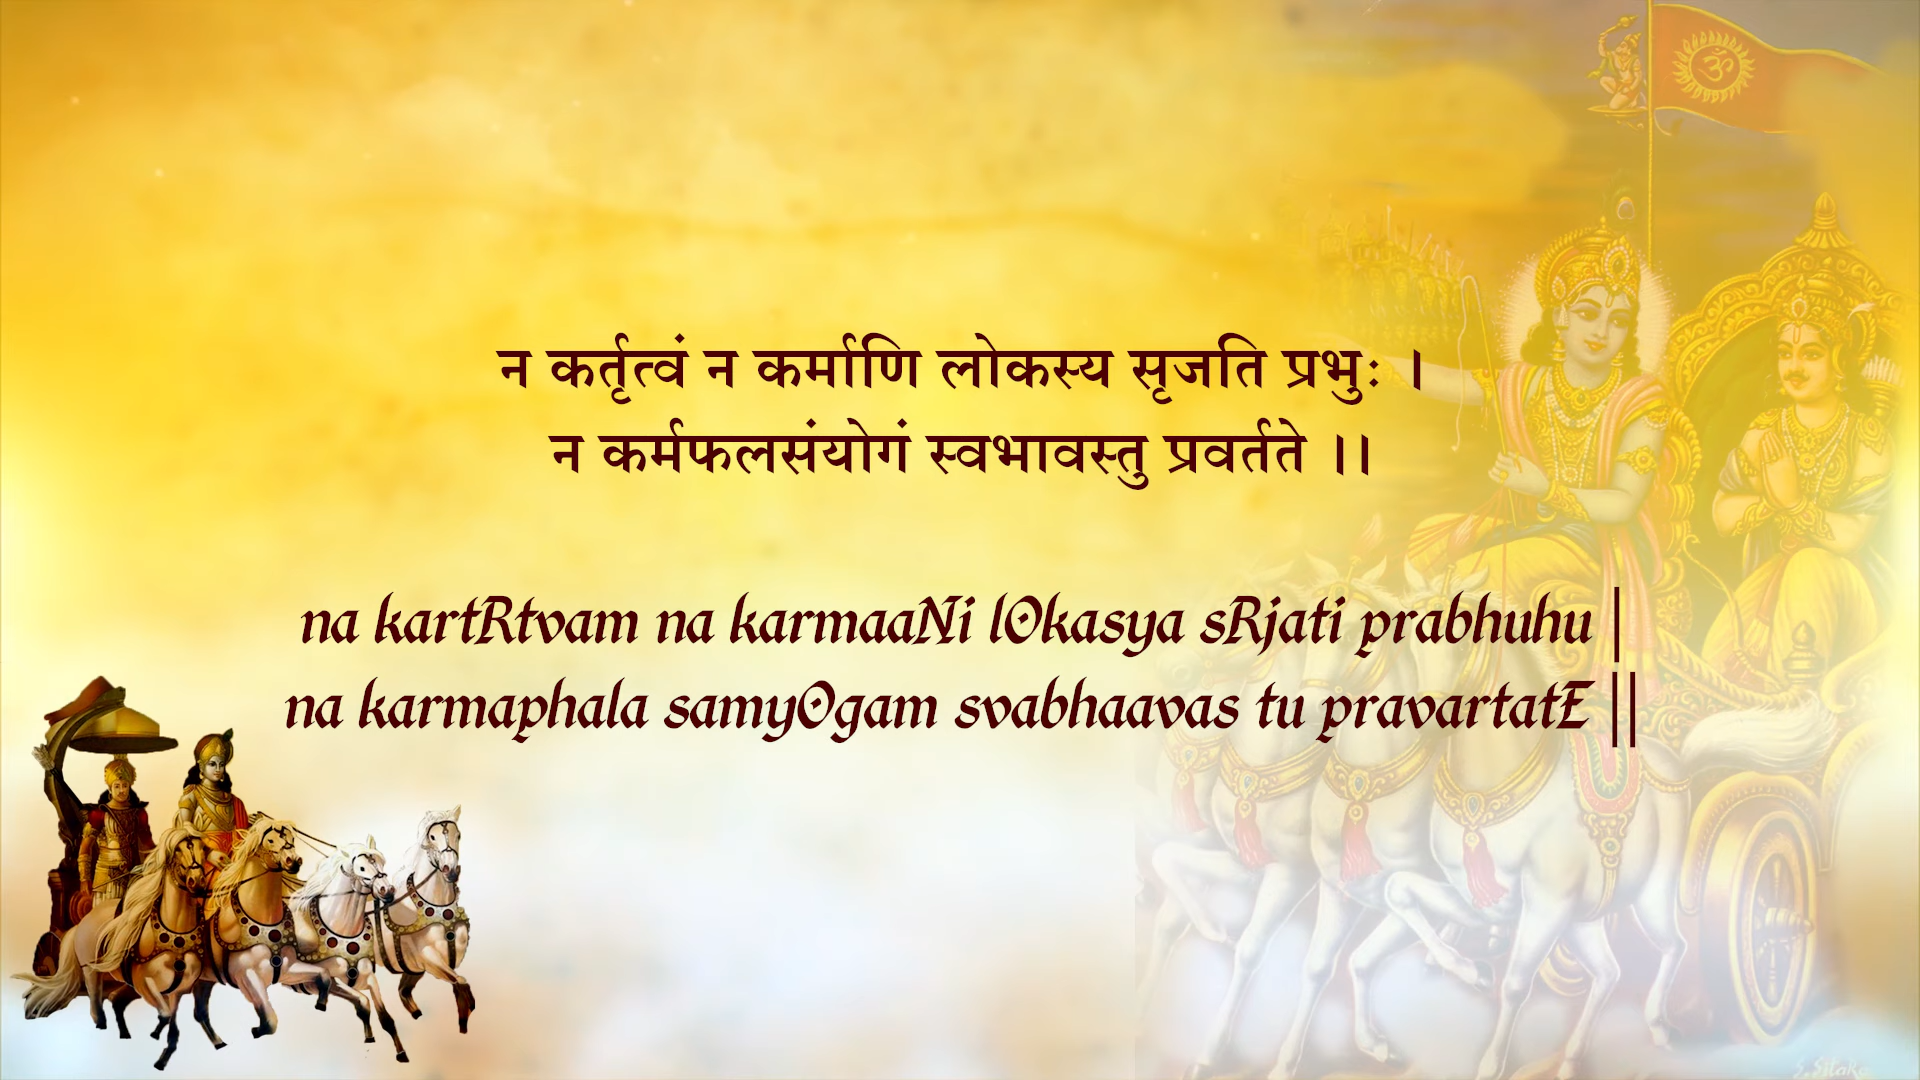 न कर्तृत्वं न कर्माणि लोकस्य सृजति प्रभुः ।
न कर्मफलसंयोगं स्वभावस्तु प्रवर्तते ।।
na kartRtvam na karmaaNi lOkasya sRjati prabhuhu |
na karmaphala samyOgam svabhaavas tu pravartatE ||
ॐ